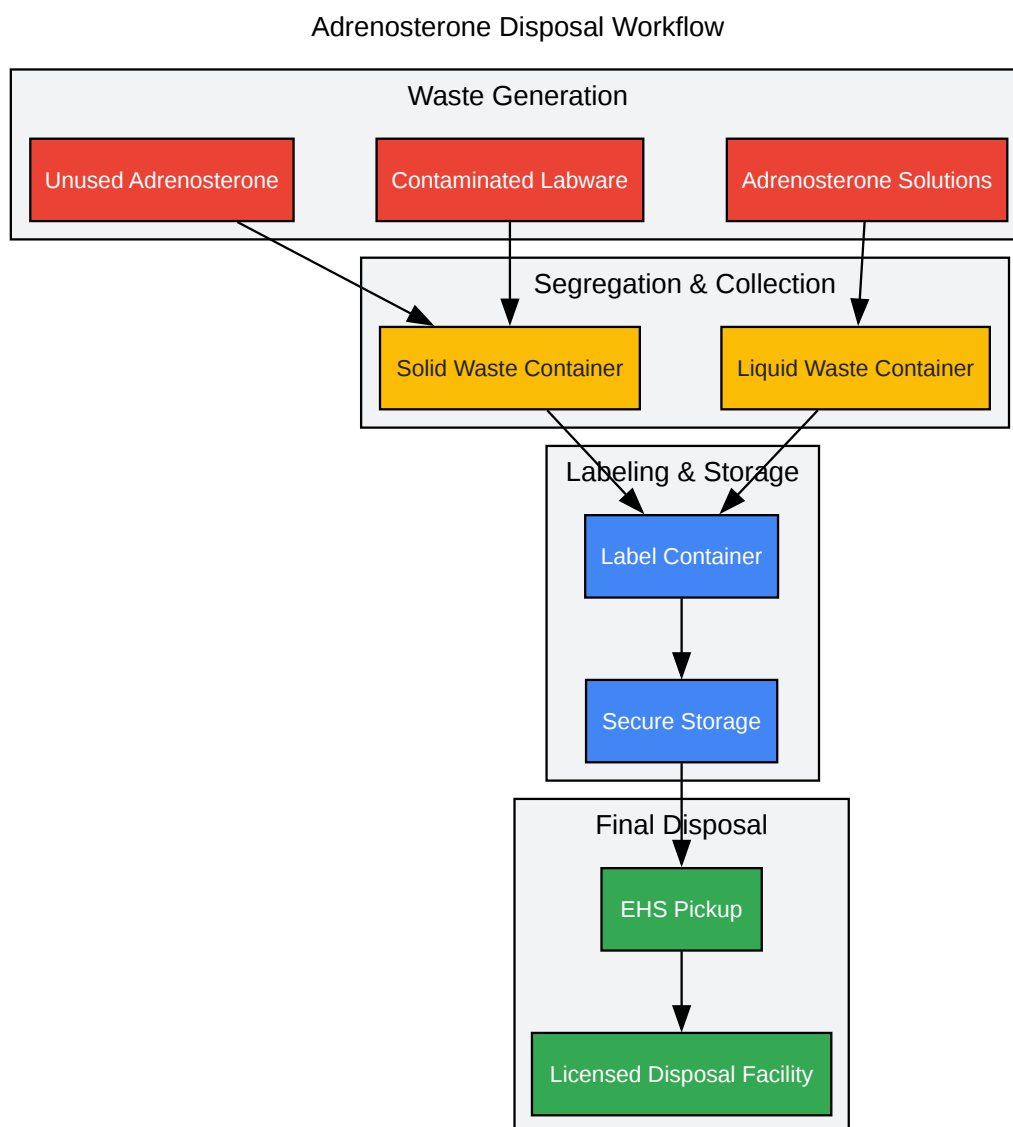 Adrenosterone Disposal Workflow
Waste Generation
Unused Adrenosterone
Contaminated Labware
Adrenosterone Solutions
Segregation & Collection
Solid Waste Container
Liquid Waste Container
Labeling & Storage
Label Container
Secure Storage
Final Disposal
EHS Pickup
Licensed Disposal Facility